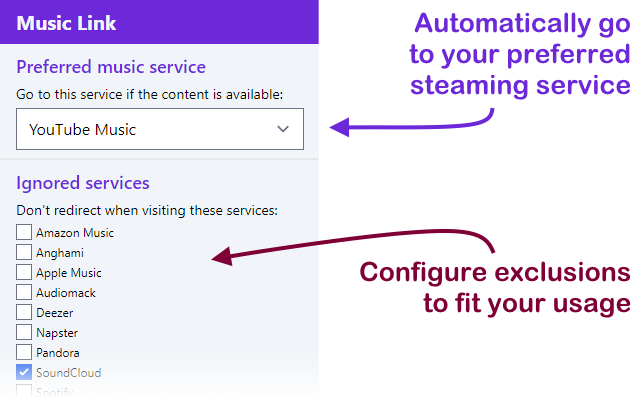 Music Link
Preferred music service
Go to this service if the content is available:
YouTube Music
Ignored services
Don't redirect when visiting these services:
Amazon Music
Anghami
Apple Music
Audiomack
Deezer
Napster
Pandora
SoundCloud
Spotify
Automatically go
to your preferred
steaming service
Configure exclusions
to fit your usage